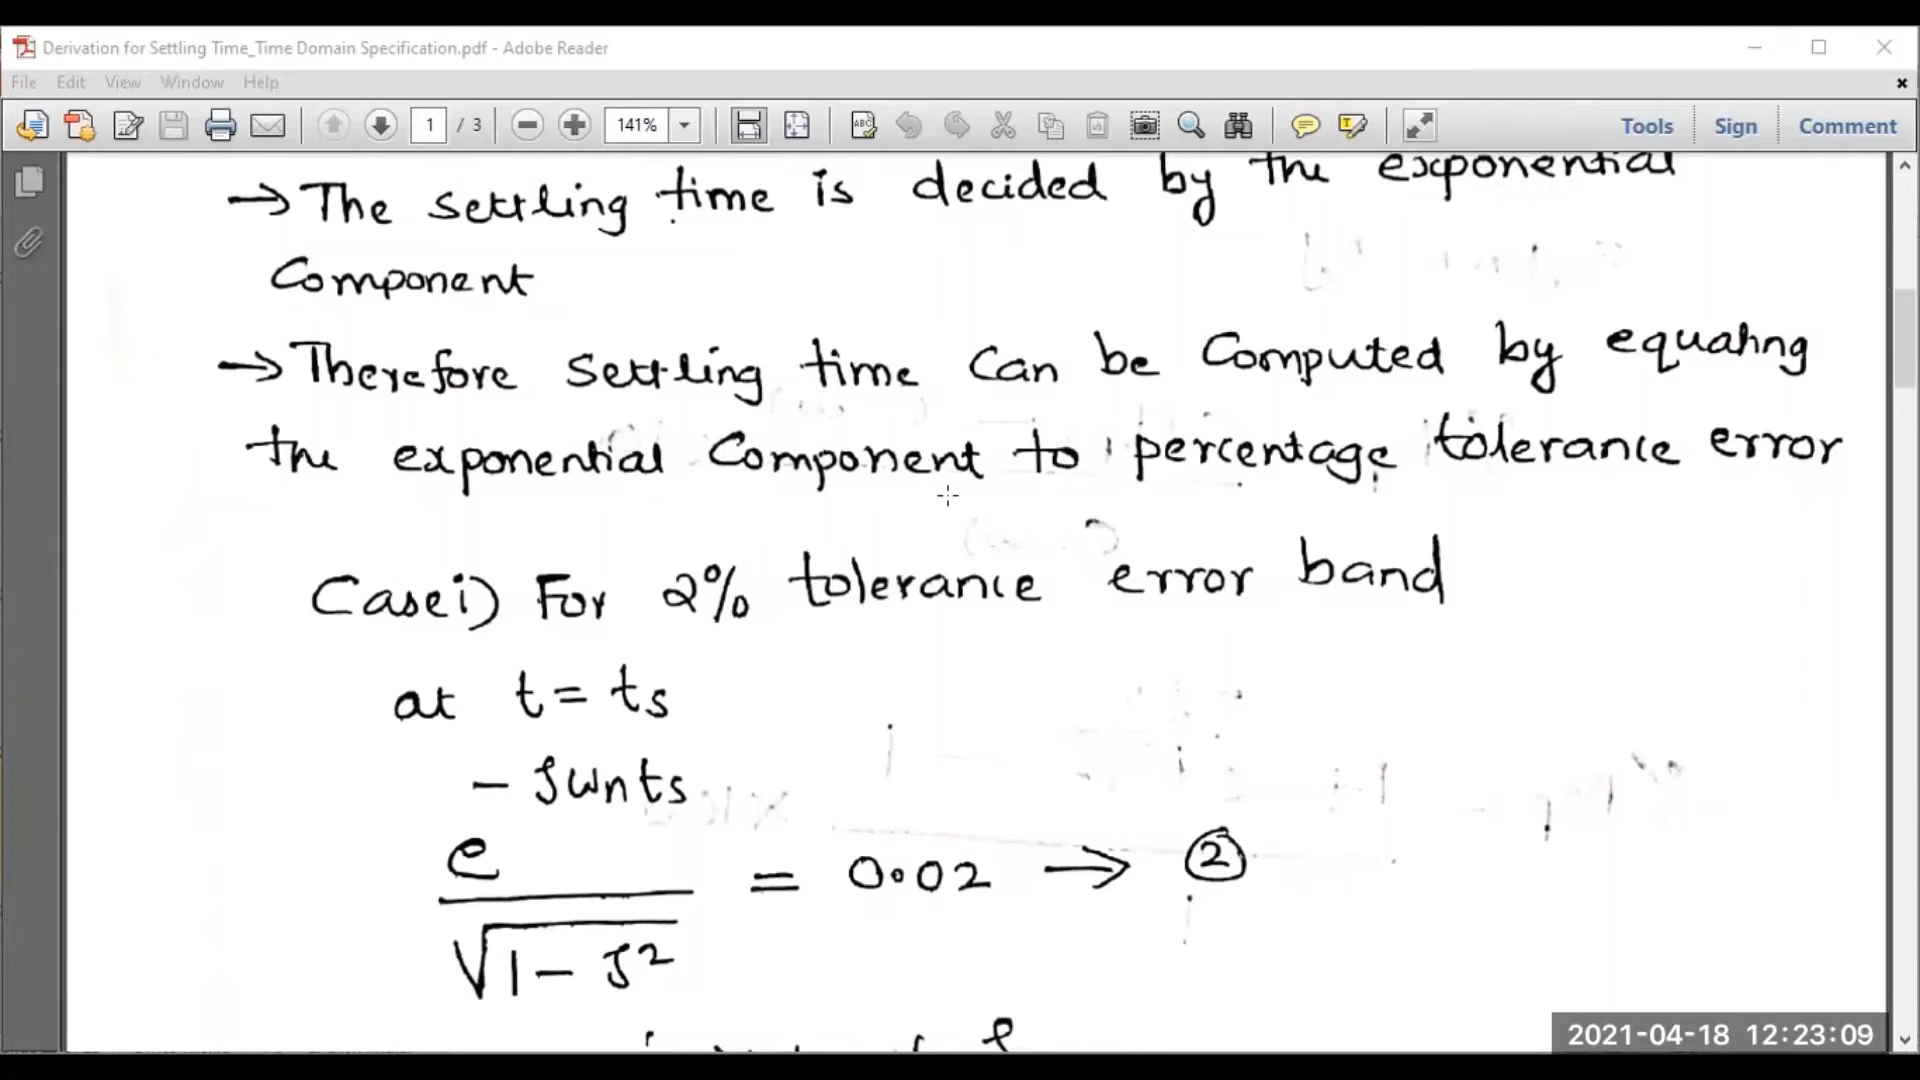 Derivation for Settling Time_Time Domain Specification.pdf - Adobe Reader
File Edit View Window Help
1 / 3 141% Tools Sign Comment
→ The settling time is decided by the exponential
Component
→ Therefore settling time can be computed by equating
the exponential component to percentage tolerance error
Case i) For 2% tolerance error band
at t = ts
- ζωnts
e
= 0.02 → ②
√1 - ζ²
2021-04-18 12:23:09